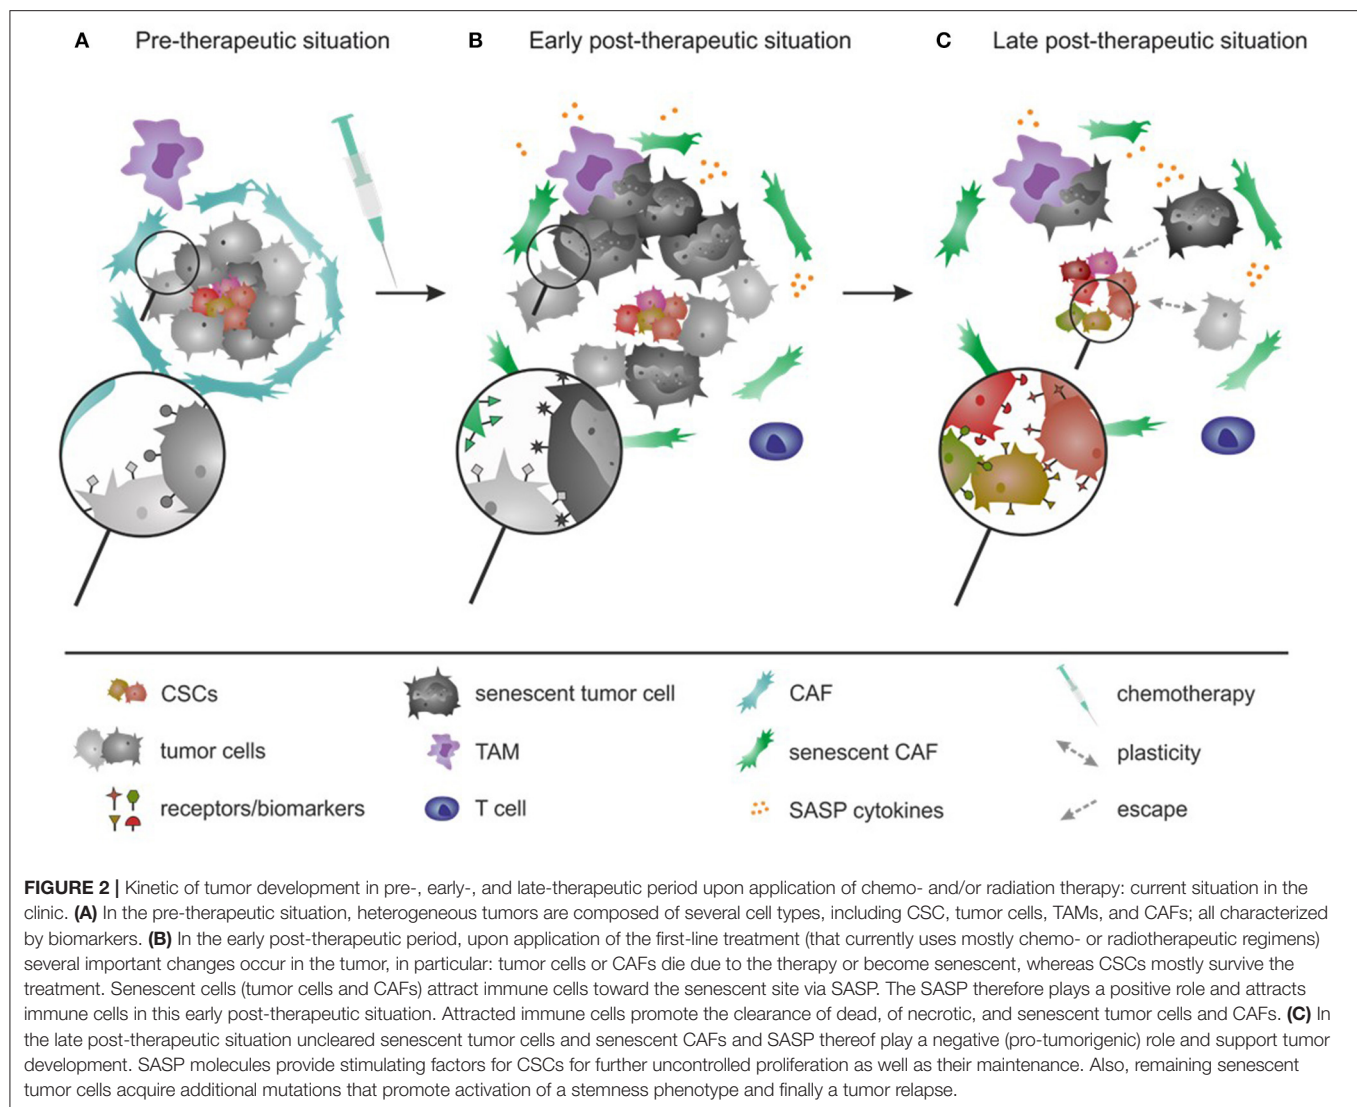 A Pre-therapeutic situation
B Early post-therapeutic situation
C Late post-therapeutic situation
CSCs
senescent tumor cell
CAF
chemotherapy
tumor cells
TAM
senescent CAF
plasticity
receptors/biomarkers
T cell
SASP cytokines
escape
FIGURE 2 | Kinetic of tumor development in pre-, early-, and late-therapeutic period upon application of chemo- and/or radiation therapy: current situation in the
clinic. (A) In the pre-therapeutic situation, heterogeneous tumors are composed of several cell types, including CSC, tumor cells, TAMs, and CAFs; all characterized
by biomarkers. (B) In the early post-therapeutic period, upon application of the first-line treatment (that currently uses mostly chemo- or radiotherapeutic regimens)
several important changes occur in the tumor, in particular: tumor cells or CAFs die due to the therapy or become senescent, whereas CSCs mostly survive the
treatment. Senescent cells (tumor cells and CAFs) attract immune cells toward the senescent site via SASP. The SASP therefore plays a positive role and attracts
immune cells in this early post-therapeutic situation. Attracted immune cells promote the clearance of dead, of necrotic, and senescent tumor cells and CAFs. (C) In
the late post-therapeutic situation uncleared senescent tumor cells and senescent CAFs and SASP thereof play a negative (pro-tumorigenic) role and support tumor
development. SASP molecules provide stimulating factors for CSCs for further uncontrolled proliferation as well as their maintenance. Also, remaining senescent
tumor cells acquire additional mutations that promote activation of a stemness phenotype and finally a tumor relapse.